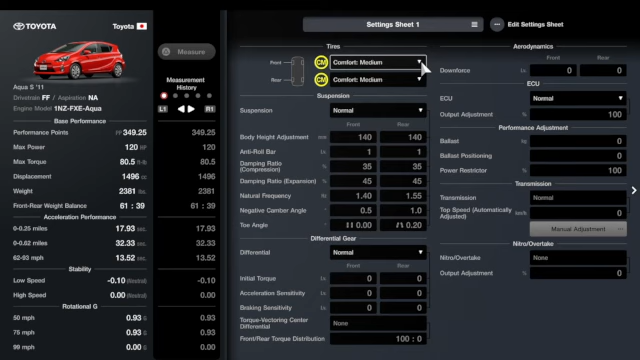 TOYOTA
Toyota
Aqua S '11
Drivetrain FF / Aspiration NA
Engine Model 1NZ-FXE-Aqua
Base Performance
Performance Points FF 349.25
Max Power 120 HP
Max Torque 80.5 ft-lb
Displacement 1496 cc
Weight 2381 lbs.
Front-Rear Weight Balance 61 : 39
Acceleration Performance
0-0.25 miles 17.93 sec.
0-0.62 miles 32.33 sec.
62-93 mph 13.52 sec.
Stability
Low Speed -0.10 (Neutral)
High Speed 0.00 (Neutral)
Rotational G
50 mph 0.93 G
75 mph 0.93 G
99 mph 0.00 G
Measure
Measurement
History
L1 R1
349.25
120
80.5
1496
2381
61 : 39
17.93
32.33
13.52
-0.10
0.00
0.93
0.93
0.00
Settings Sheet 1
Edit Settings Sheet
Tires
Front CM Comfort: Medium
Rear CM Comfort: Medium
Suspension
Suspension Normal
Front Rear
Body Height Adjustment mm 140 140
Anti-Roll Bar Lv. 1 1
Damping Ratio
(Compression) % 35 35
Damping Ratio (Expansion) % 45 45
Natural Frequency Hz 1.40 1.55
Negative Camber Angle ° 0.5 1.0
Toe Angle ° 0.00 0.20
Differential Gear
Differential Normal
Front Rear
Initial Torque Lv. 0 0
Acceleration Sensitivity Lv. 0 0
Braking Sensitivity Lv. 0 0
Torque-Vectoring Center
Differential None
Front/Rear Torque Distribution 100 : 0
Aerodynamics
Front Rear
Downforce Lv. 0 0
ECU
ECU Normal
Output Adjustment % 100
Performance Adjustment
Ballast kg 0
Ballast Positioning 0
Power Restrictor % 100
Transmission
Transmission Normal
Top Speed (Automatically
Adjusted) km/h 0
Manual Adjustment
Nitro/Overtake
Nitro/Overtake None
Output Adjustment % 0